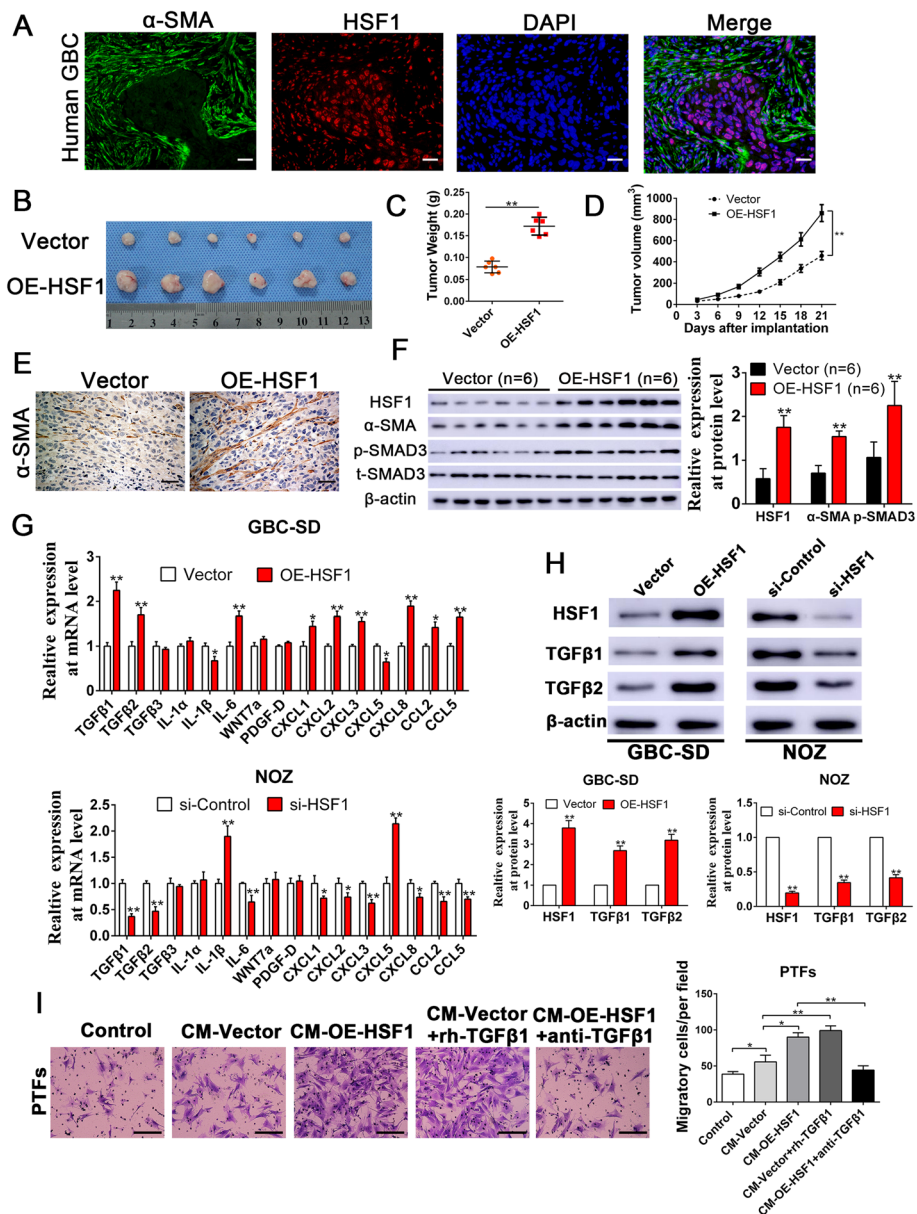 A
α-SMA HSF1 DAPI Merge
Human GBC
B
Vector
OE-HSF1
1 2 3 4 5 6 7 8 9 10 11 12 13
C
Tumor Weight (g)
0.25
0.20
0.15
0.10
0.05
0.00
**
Vector OE-HSF1
D
Tumor volume (mm³)
1000
800
600
400
200
0
Vector
OE-HSF1
**
0 3 6 9 12 15 18 21
Days after implantation
E
Vector OE-HSF1
α-SMA
F
Vector (n=6) OE-HSF1 (n=6)
HSF1
α-SMA
p-SMAD3
t-SMAD3
β-actin
Realtive expression
at protein level
3
2
1
0
Vector (n=6)
OE-HSF1 (n=6)
** ** **
HSF1 α-SMA p-SMAD3
G
GBC-SD
Realtive expression
at mRNA level
3
2
1
0
Vector OE-HSF1
** ** * ** * ** ** * ** * **
TGFβ1 TGFβ2 TGFβ3 IL-1α IL-1β IL-6 WNT7a PDGF-D CXCL1 CXCL2 CXCL3 CXCL5 CXCL8 CCL2 CCL5
NOZ
Realtive expression
at mRNA level
2.5
2.0
1.5
1.0
0.5
0.0
si-Control si-HSF1
** ** ** ** * * ** ** * ** **
TGFβ1 TGFβ2 TGFβ3 IL-1α IL-1β IL-6 WNT7a PDGF-D CXCL1 CXCL2 CXCL3 CXCL5 CXCL8 CCL2 CCL5
H
Vector OE-HSF1 si-Control si-HSF1
HSF1
TGFβ1
TGFβ2
β-actin
GBC-SD NOZ
GBC-SD
Realtive expression
at protein level
5
4
3
2
1
0
Vector OE-HSF1
** ** **
HSF1 TGFβ1 TGFβ2
NOZ
Realtive expression
at protein level
1.5
1.0
0.5
0.0
si-Control si-HSF1
** ** **
HSF1 TGFβ1 TGFβ2
I
Control CM-Vector CM-OE-HSF1 CM-Vector +rh-TGFβ1 CM-OE-HSF1 +anti-TGFβ1
PTFs
PTFs
Migratory cells/per field
150
100
50
0
* * ** **
Control
CM-Vector
CM-OE-HSF1
CM-Vector+rh-TGFβ1
CM-OE-HSF1+anti-TGFβ1